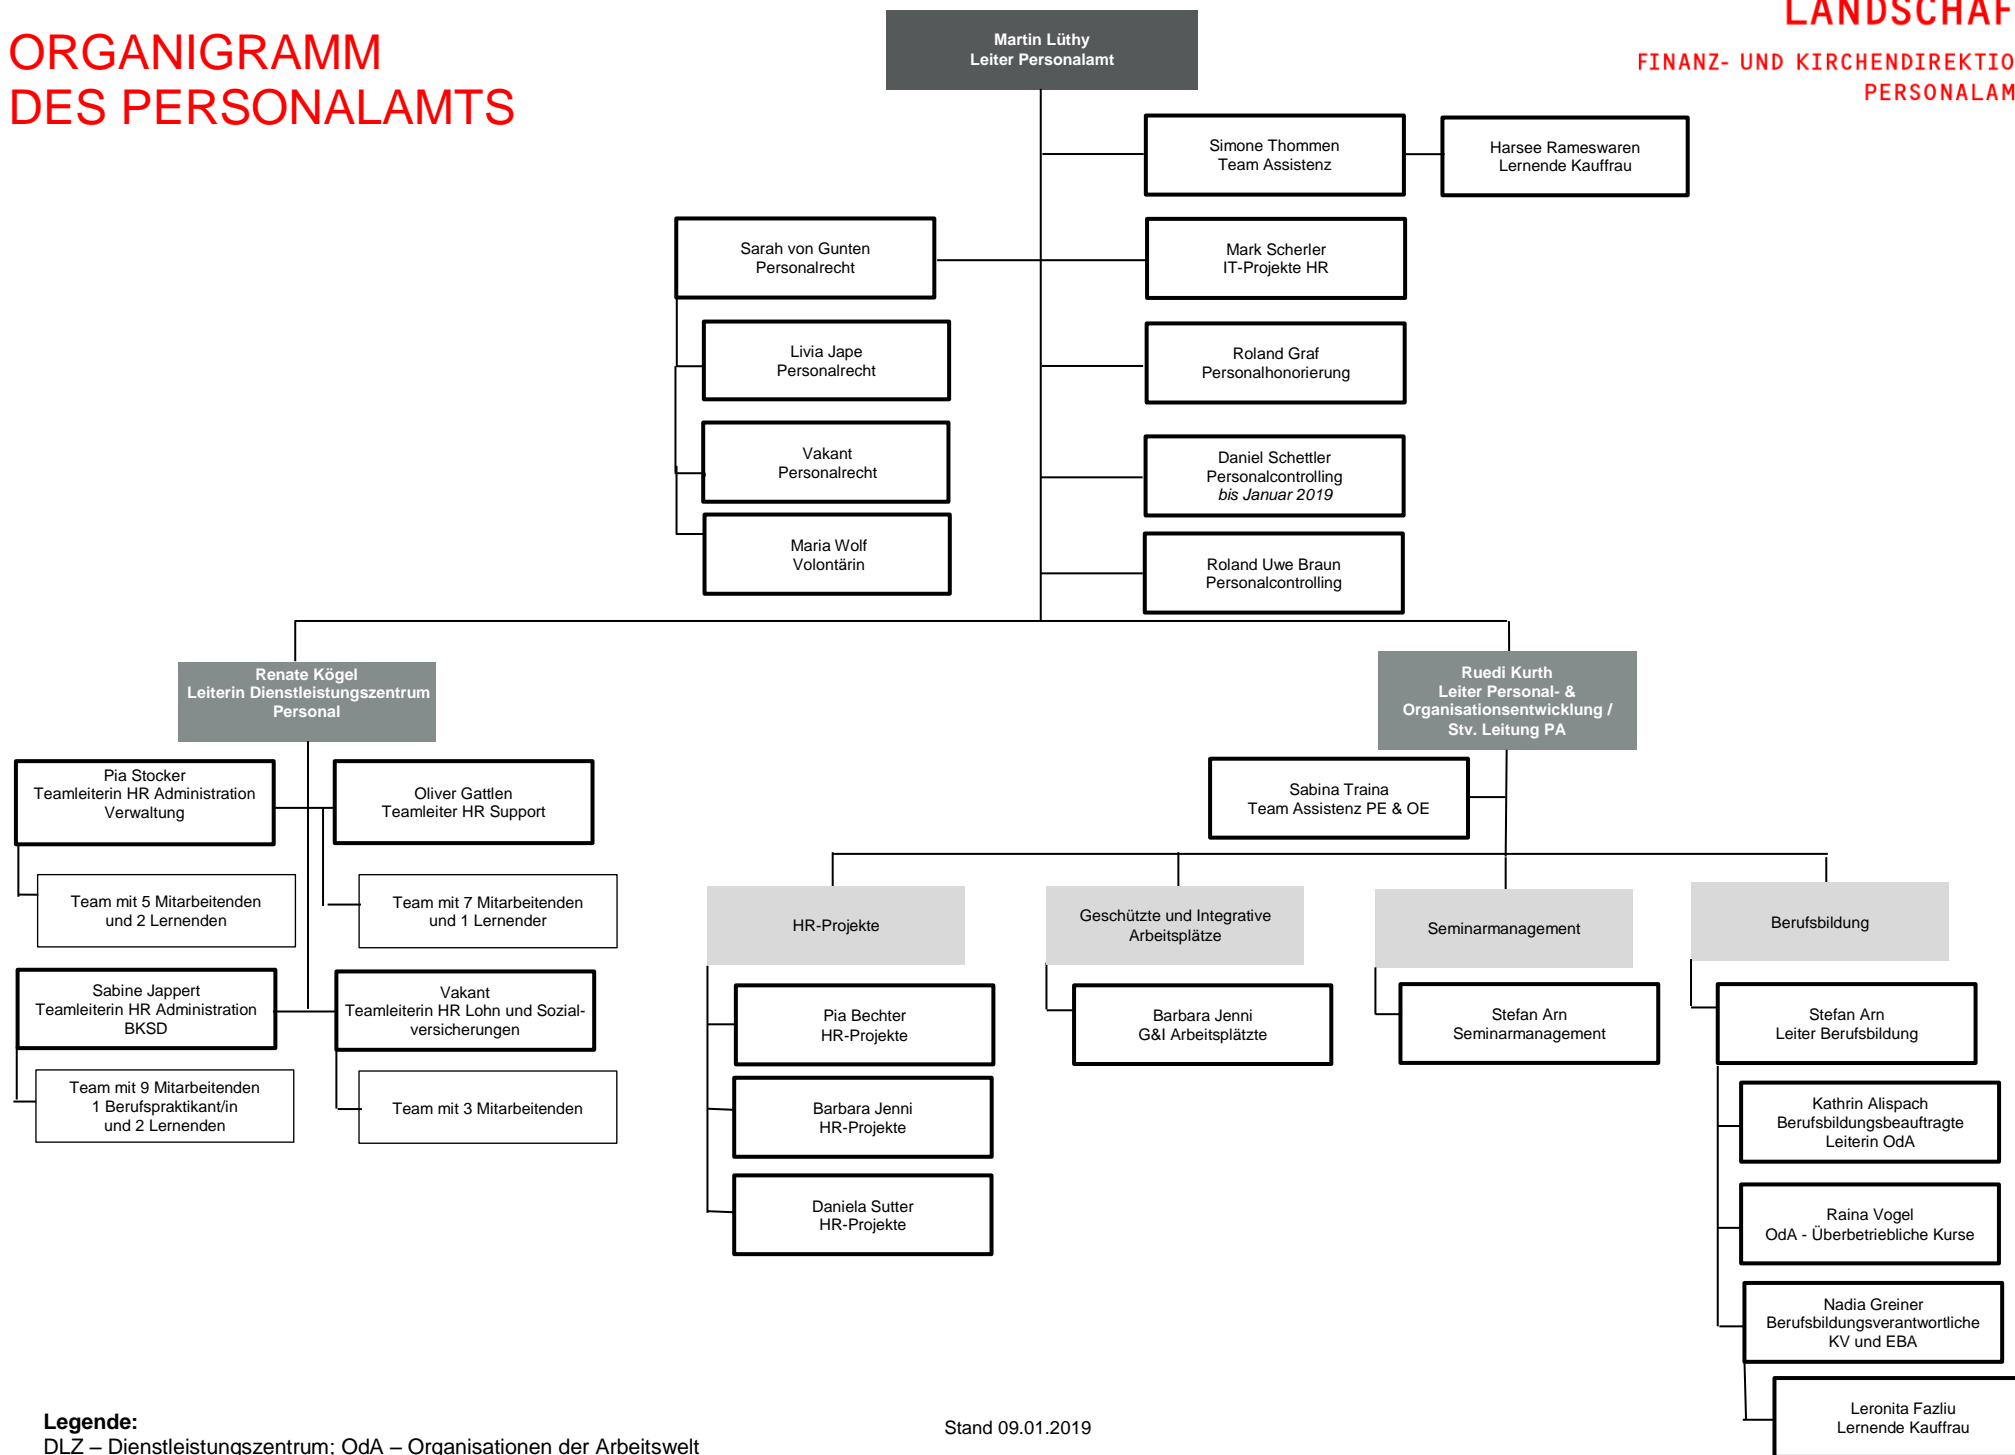 ORGANIGRAMM
DES PERSONALAMTS
LANDSCHAF
FINANZ- UND KIRCHENDIREKTIO
PERSONALAM
Martin Lüthy
Leiter Personalamt
Simone Thommen
Team Assistenz
Harsee Rameswaren
Lernende Kauffrau
Sarah von Gunten
Personalrecht
Mark Scherler
IT-Projekte HR
Livia Jape
Personalrecht
Roland Graf
Personalhonorierung
Vakant
Personalrecht
Daniel Schettler
Personalcontrolling
bis Januar 2019
Maria Wolf
Volontärin
Roland Uwe Braun
Personalcontrolling
Renate Kögel
Leiterin Dienstleistungszentrum
Personal
Ruedi Kurth
Leiter Personal- &
Organisationsentwicklung /
Stv. Leitung PA
Pia Stocker
Teamleiterin HR Administration
Verwaltung
Oliver Gattlen
Teamleiter HR Support
Sabina Traina
Team Assistenz PE & OE
Team mit 5 Mitarbeitenden
und 2 Lernenden
Team mit 7 Mitarbeitenden
und 1 Lernender
HR-Projekte
Geschützte und Integrative
Arbeitsplätze
Seminarmanagement
Berufsbildung
Sabine Jappert
Teamleiterin HR Administration
BKSD
Vakant
Teamleiterin HR Lohn und Sozial-
versicherungen
Pia Bechter
HR-Projekte
Barbara Jenni
G&I Arbeitsplätzte
Stefan Arn
Seminarmanagement
Stefan Arn
Leiter Berufsbildung
Team mit 9 Mitarbeitenden
1 Berufspraktikant/in
und 2 Lernenden
Team mit 3 Mitarbeitenden
Barbara Jenni
HR-Projekte
Kathrin Alispach
Berufsbildungsbeauftragte
Leiterin OdA
Daniela Sutter
HR-Projekte
Raina Vogel
OdA - Überbetriebliche Kurse
Nadia Greiner
Berufsbildungsverantwortliche
KV und EBA
Leronita Fazliu
Lernende Kauffrau
Legende:
DLZ – Dienstleistungszentrum; OdA – Organisationen der Arbeitswelt
Stand 09.01.2019